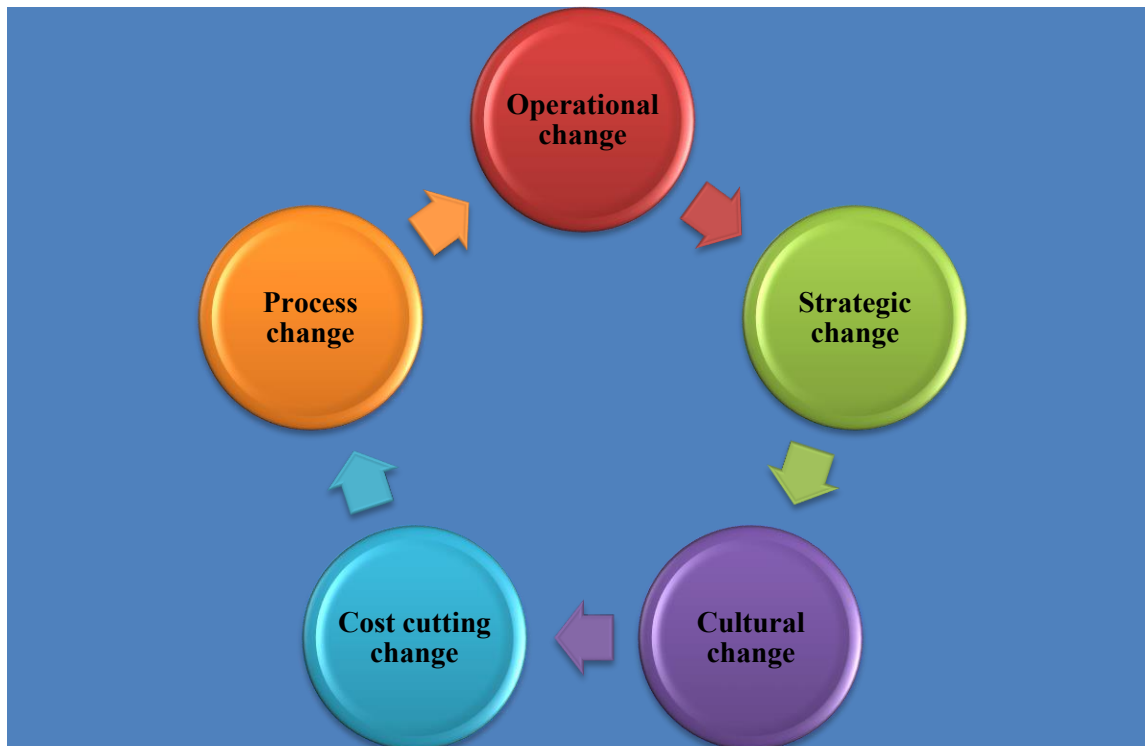 Operational
change
Strategic
change
Cultural
change
Cost cutting
change
Process
change